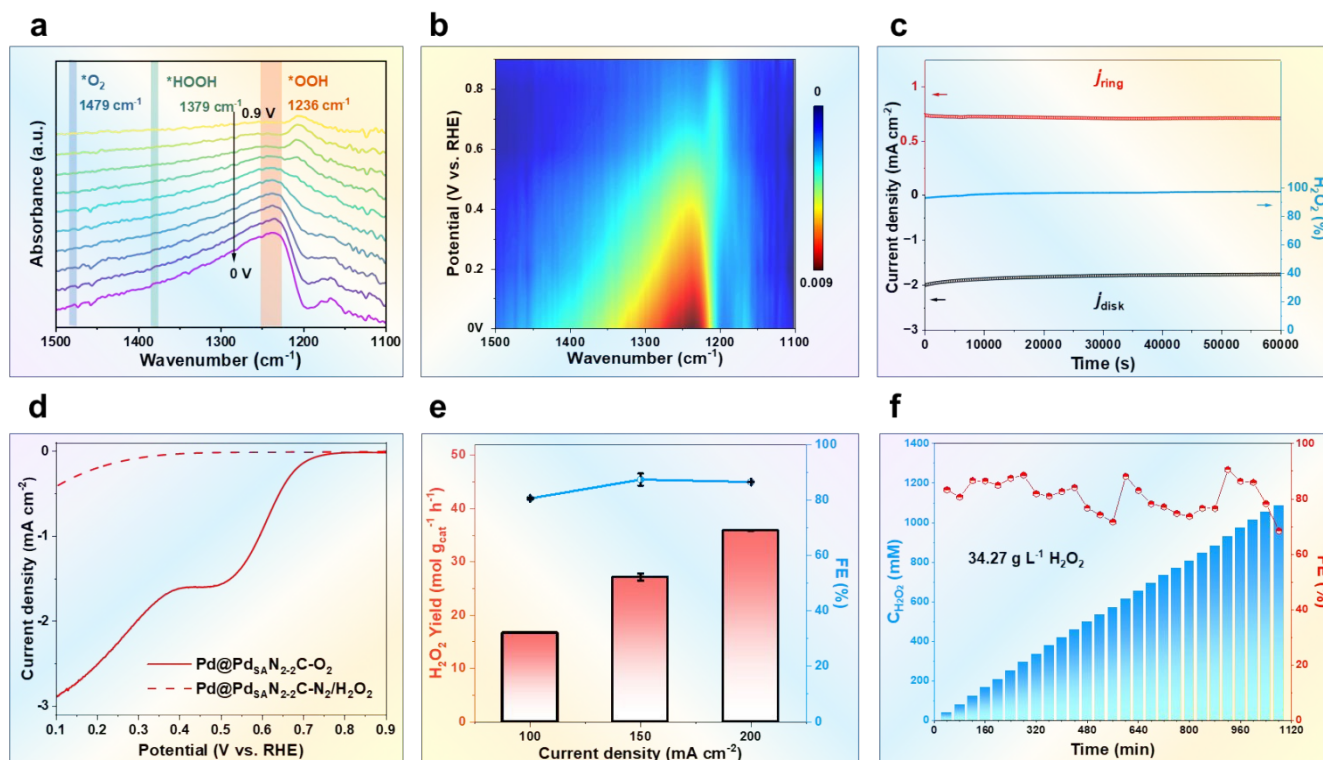 a
*O₂
1479 cm⁻¹
*HOOH
1379 cm⁻¹
*OOH
1236 cm⁻¹
0.9 V
0 V
Absorbance (a.u.)
1500 1400 1300 1200 1100
Wavenumber (cm⁻¹)
b
0.8
0.6
0.4
0.2
0V
Potential (V vs. RHE)
0
0.009
1500 1400 1300 1200 1100
Wavenumber (cm⁻¹)
c
1
0.5
0
−1
−2
−3
Current density (mA cm⁻²)
jring
jdisk
100
80
60
40
20
0
H₂O₂ (%)
0 10000 20000 30000 40000 50000 60000
Time (s)
d
0
-1
-2
-3
Current density (mA cm⁻²)
Pd@PdSAN₂₋₂C-O₂
Pd@PdSAN₂₋₂C-N₂/H₂O₂
0.1 0.2 0.3 0.4 0.5 0.6 0.7 0.8 0.9
Potential (V vs. RHE)
e
50
45
40
35
30
25
20
15
10
5
0
H₂O₂ Yield (mol gcat⁻¹ h⁻¹)
100
80
60
40
20
0
FE (%)
100 150 200
Current density (mA cm⁻²)
f
1400
1200
1000
800
600
400
200
0
CH₂O₂ (mM)
34.27 g L⁻¹ H₂O₂
100
80
60
40
20
0
FE (%)
0 160 320 480 640 800 960 1120
Time (min)